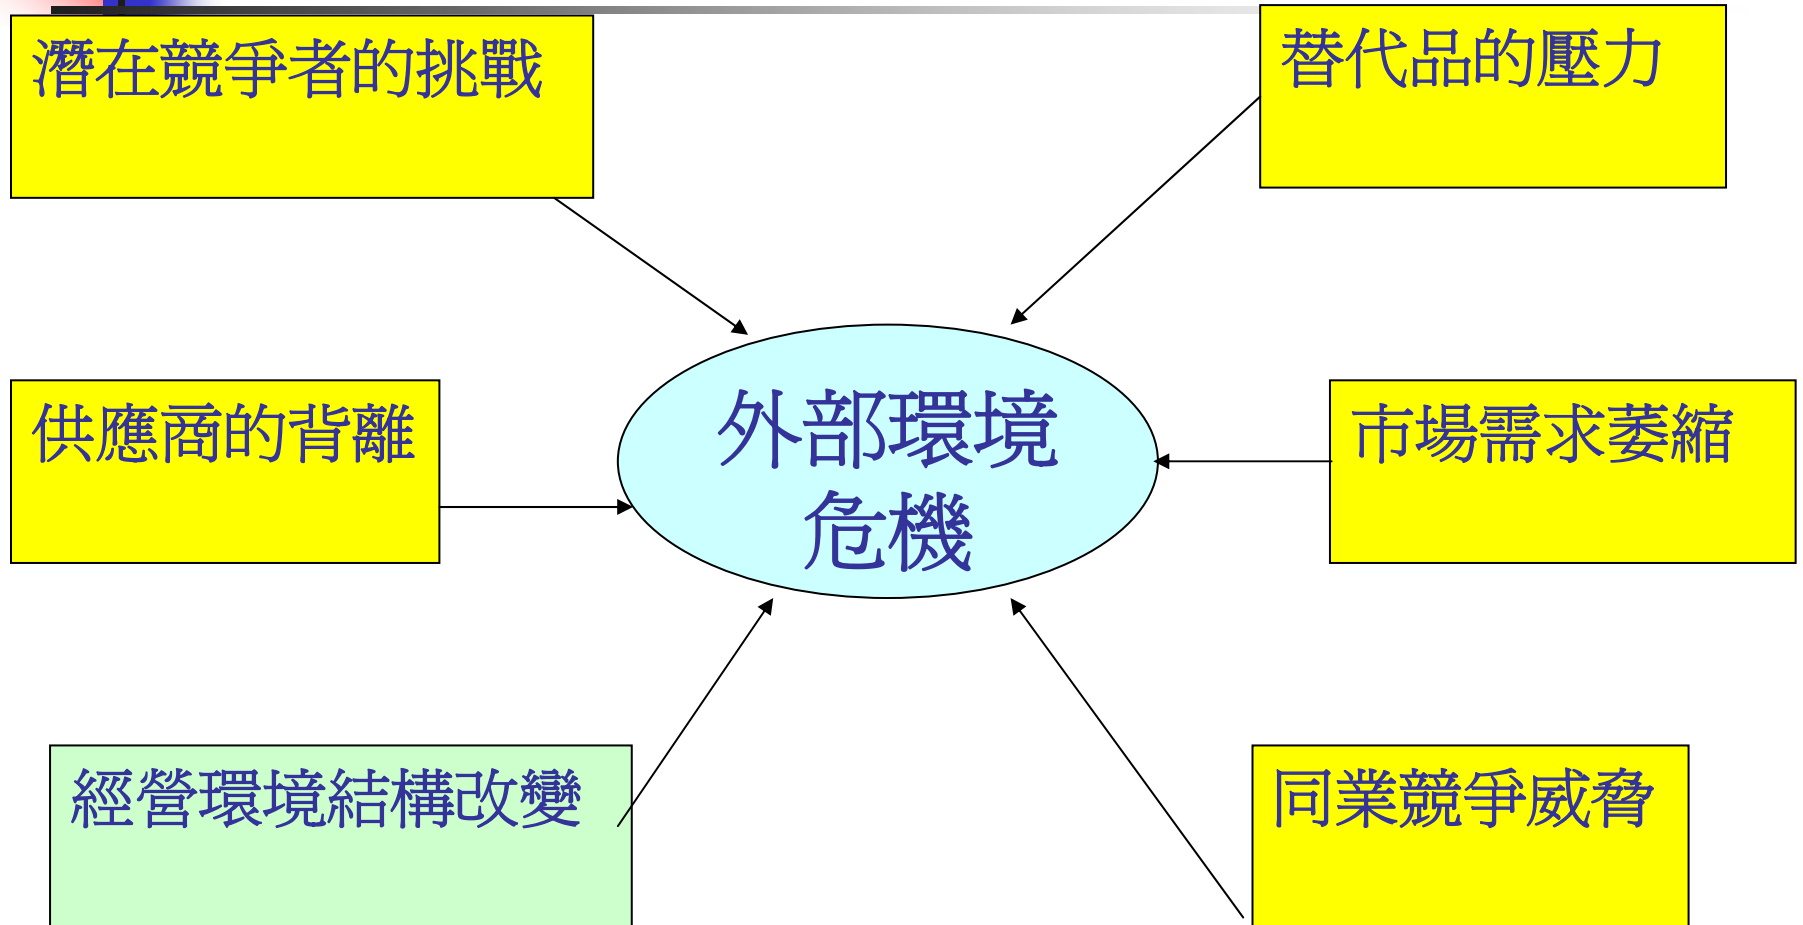 潛在競爭者的挑戰
替代品的壓力
供應商的背離
外部環境
危機
市場需求萎縮
經營環境結構改變
同業競爭威脅